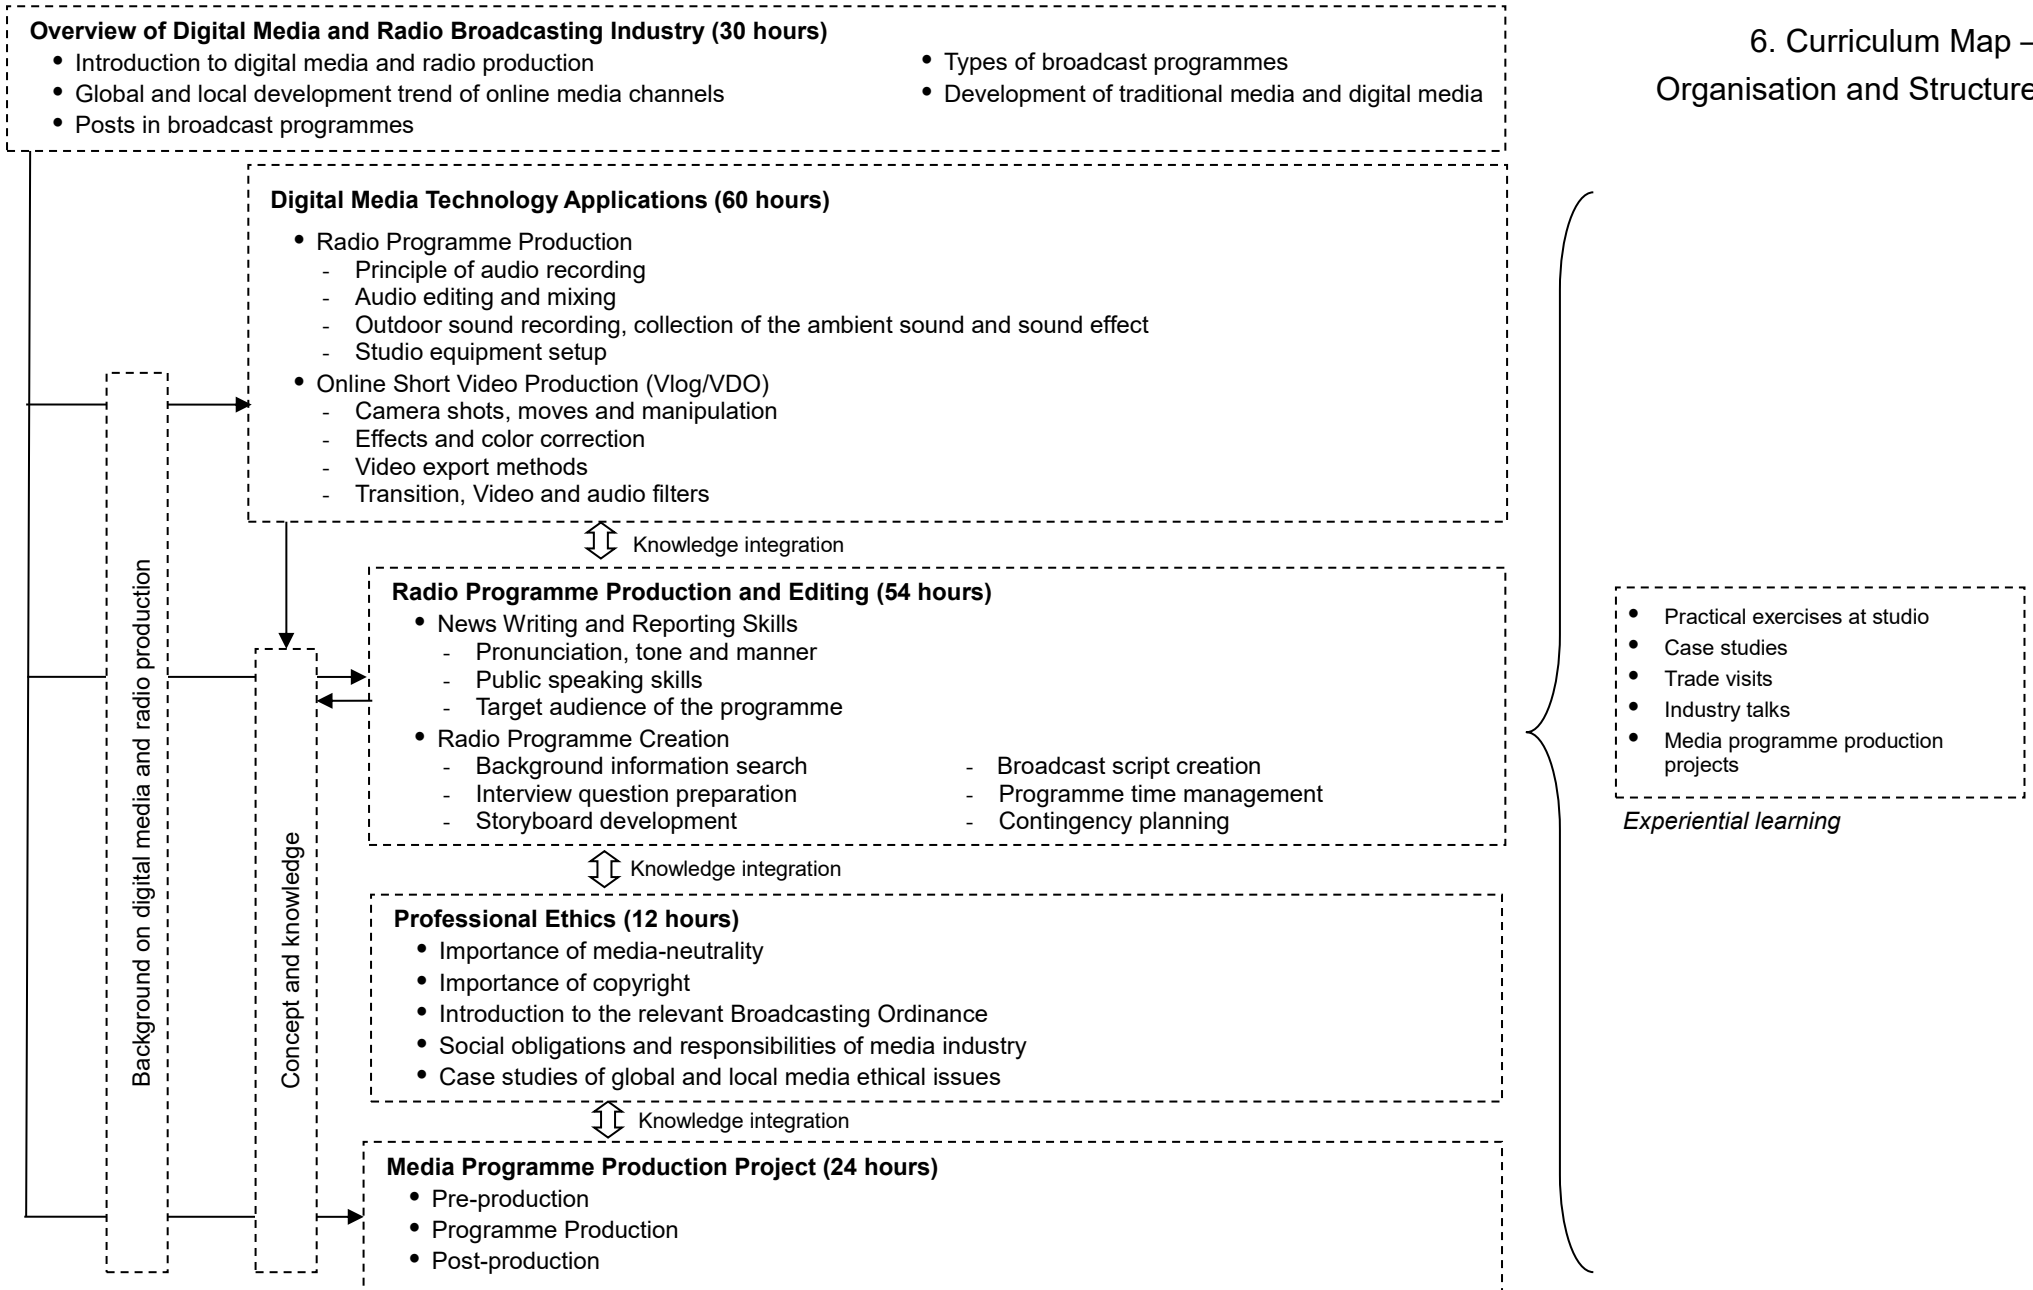 6. Curriculum Map –
Organisation and Structure
Overview of Digital Media and Radio Broadcasting Industry (30 hours)
• Introduction to digital media and radio production
• Global and local development trend of online media channels
• Posts in broadcast programmes
• Types of broadcast programmes
• Development of traditional media and digital media
Digital Media Technology Applications (60 hours)
• Radio Programme Production
- Principle of audio recording
- Audio editing and mixing
- Outdoor sound recording, collection of the ambient sound and sound effect
- Studio equipment setup
• Online Short Video Production (Vlog/VDO)
- Camera shots, moves and manipulation
- Effects and color correction
- Video export methods
- Transition, Video and audio filters
Knowledge integration
Background on digital media and radio production
Concept and knowledge
Radio Programme Production and Editing (54 hours)
• News Writing and Reporting Skills
- Pronunciation, tone and manner
- Public speaking skills
- Target audience of the programme
• Radio Programme Creation
- Background information search
- Interview question preparation
- Storyboard development
- Broadcast script creation
- Programme time management
- Contingency planning
Knowledge integration
Professional Ethics (12 hours)
• Importance of media-neutrality
• Importance of copyright
• Introduction to the relevant Broadcasting Ordinance
• Social obligations and responsibilities of media industry
• Case studies of global and local media ethical issues
Knowledge integration
Media Programme Production Project (24 hours)
• Pre-production
• Programme Production
• Post-production
• Practical exercises at studio
• Case studies
• Trade visits
• Industry talks
• Media programme production
projects
Experiential learning